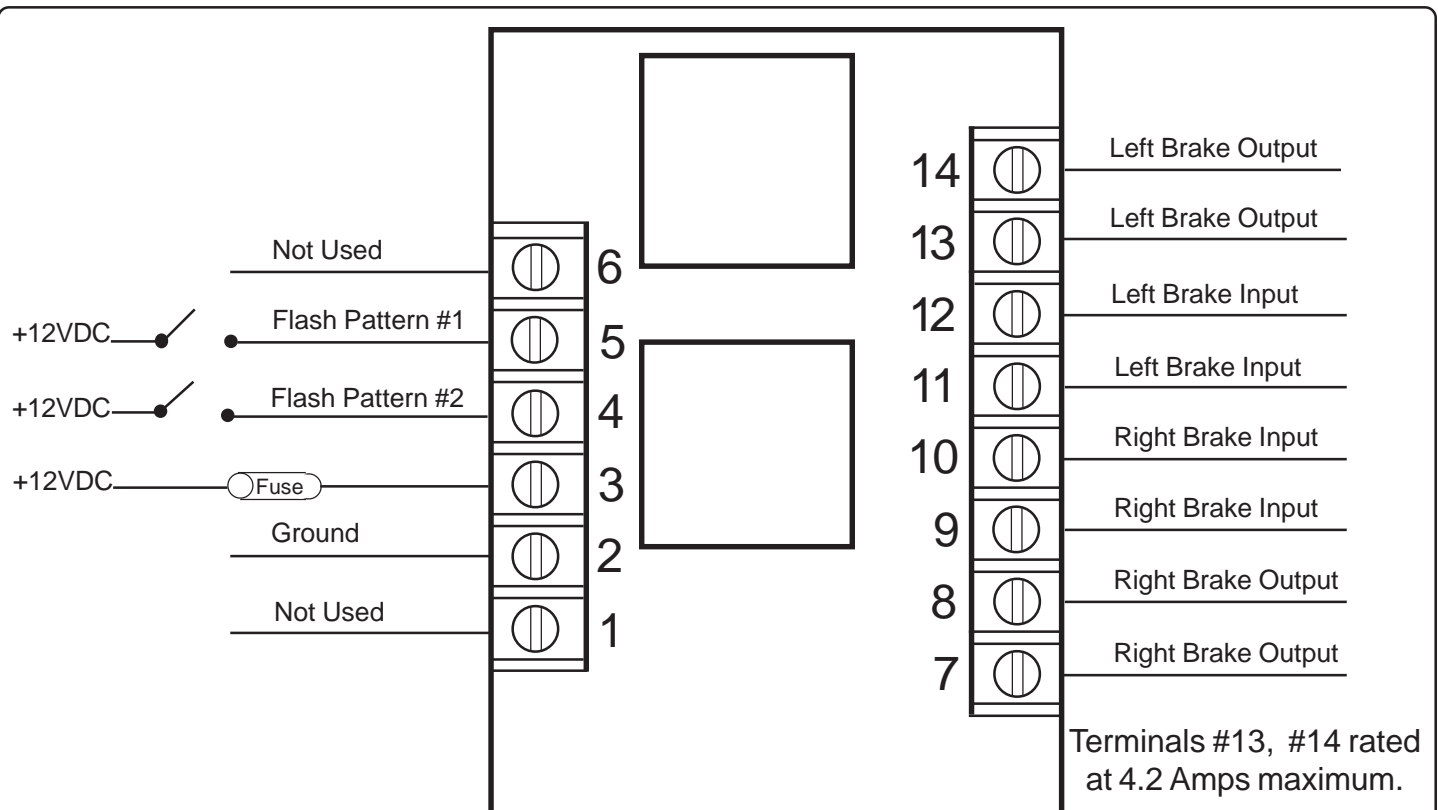 14 Left Brake Output
13 Left Brake Output
Not Used 6
12 Left Brake Input
+12VDC Flash Pattern #1 5
11 Left Brake Input
+12VDC Flash Pattern #2 4
10 Right Brake Input
+12VDC Fuse 3
9 Right Brake Input
Ground 2
8 Right Brake Output
Not Used 1
7 Right Brake Output
Terminals #13, #14 rated
at 4.2 Amps maximum.